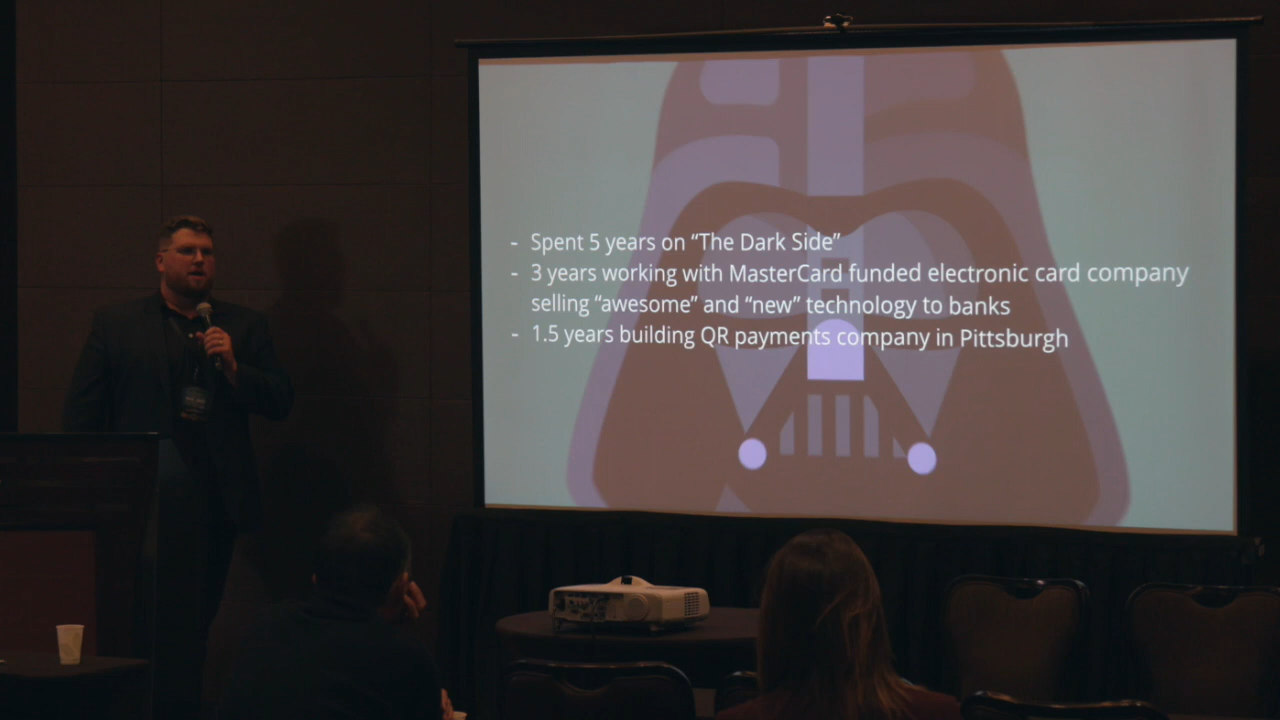 - Spent 5 years on “The Dark Side”
- 3 years working with MasterCard funded electronic card company
selling “awesome” and “new” technology to banks
- 1.5 years building QR payments company in Pittsburgh